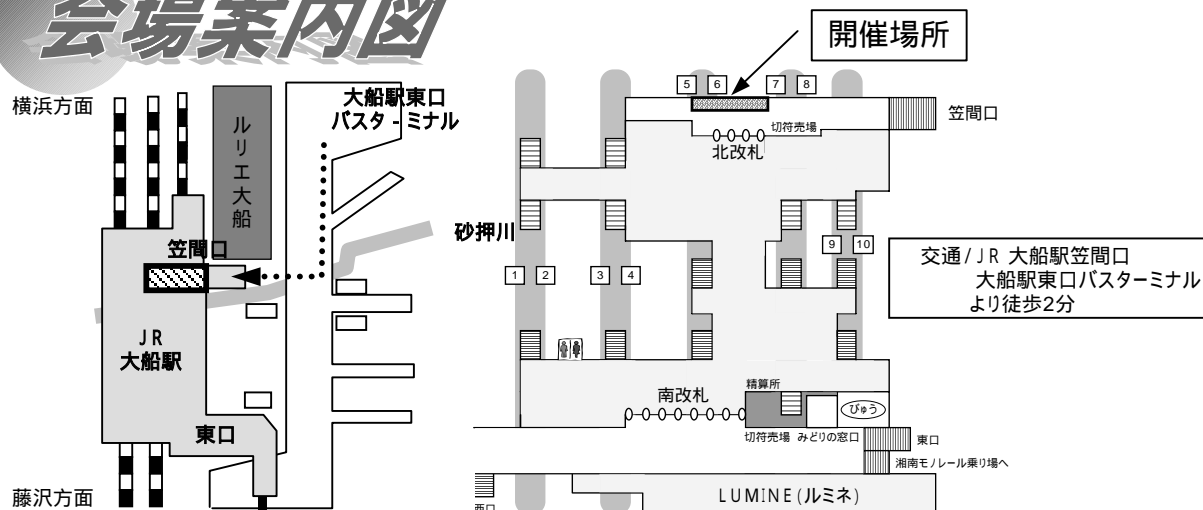 会場案内図
横浜方面
ルリエ大船
大船駅東口
バスタ-ミナル
笠間口
砂押川
JR
大船駅
東口
藤沢方面
開催場所
5 6 7 8
切符売場
北改札
笠間口
9 10
1 2 3 4
交通/JR 大船駅笠間口
大船駅東口バスターミナル
より徒歩2分
南改札
精算所
びゅう
切符売場 みどりの窓口
東口
湘南モノレール乗り場へ
西口
LUMINE(ルミネ)